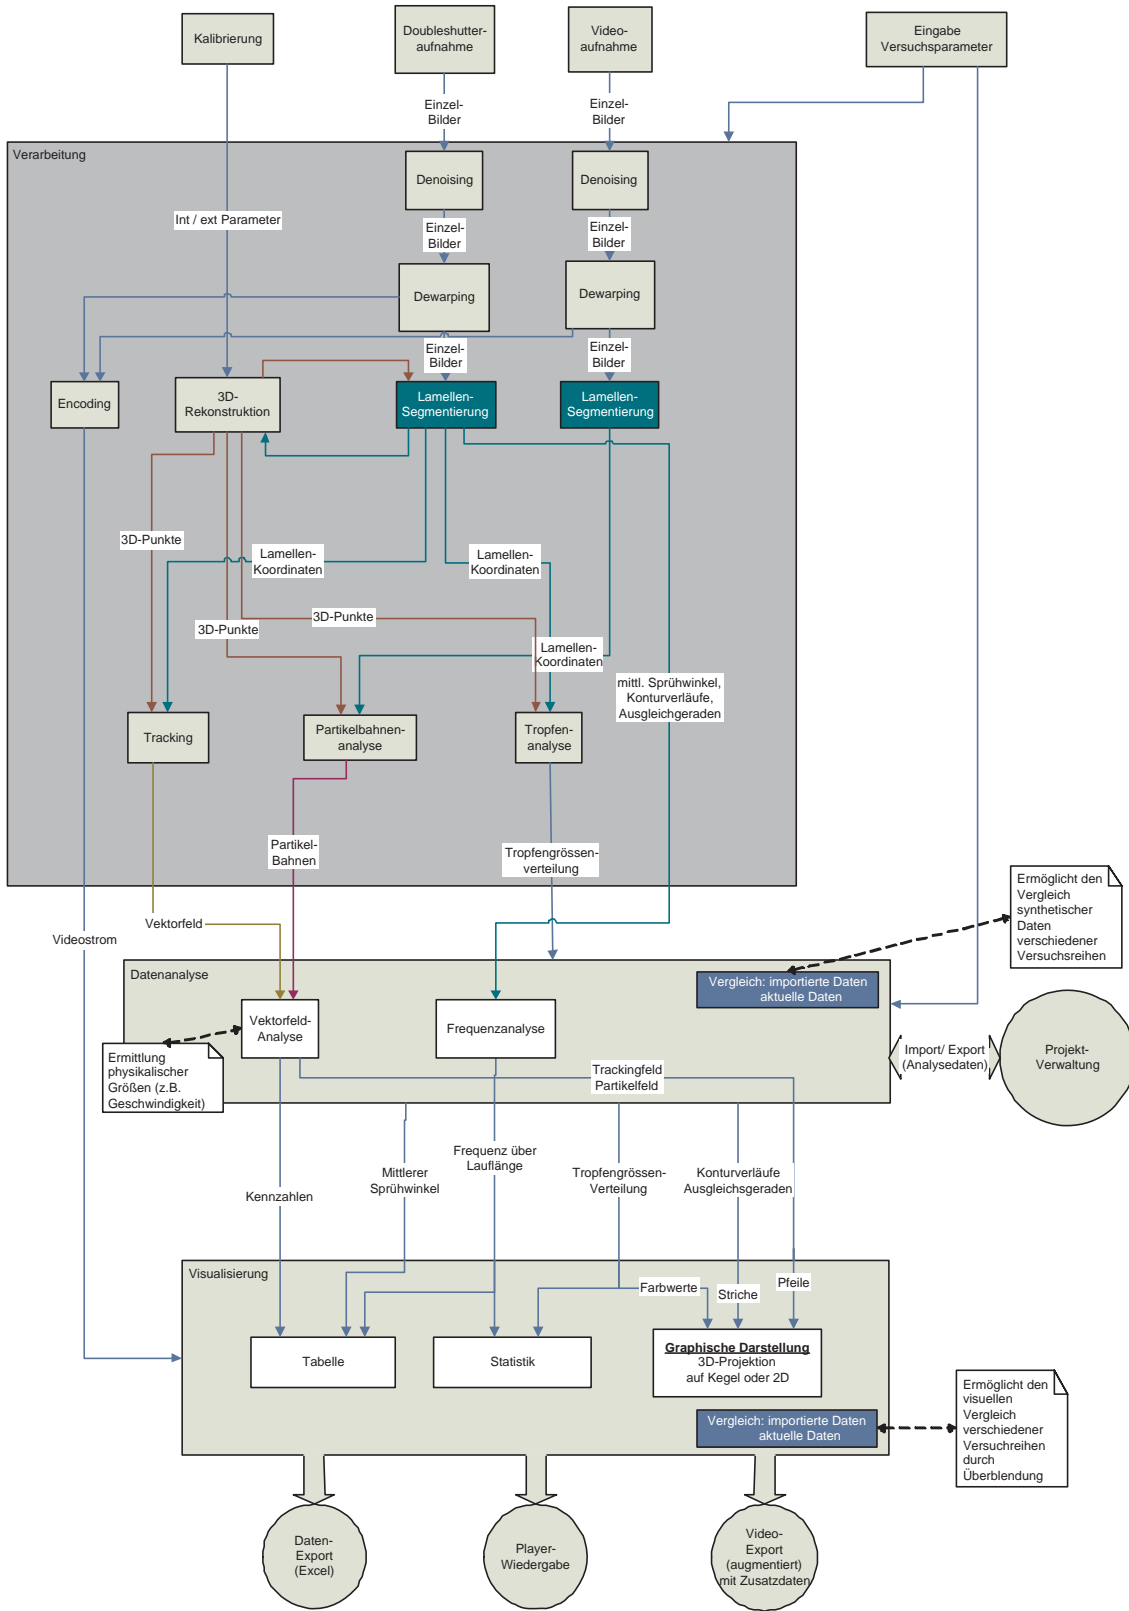 Kalibrierung
Doubleshutter-
aufnahme
Video-
aufnahme
Eingabe
Versuchsparameter
Einzel-
Bilder
Einzel-
Bilder
Verarbeitung
Denoising
Denoising
Int / ext Parameter
Einzel-
Bilder
Einzel-
Bilder
Dewarping
Dewarping
Einzel-
Bilder
Einzel-
Bilder
Encoding
3D-
Rekonstruktion
Lamellen-
Segmentierung
Lamellen-
Segmentierung
3D-Punkte
Lamellen-
Koordinaten
Lamellen-
Koordinaten
3D-Punkte
3D-Punkte
Lamellen-
Koordinaten
mittl. Sprühwinkel,
Konturverläufe,
Ausgleichgeraden
Tracking
Partikelbahnen-
analyse
Tropfen-
analyse
Partikel-
Bahnen
Tropfengrössen-
verteilung
Ermöglicht den
Vergleich
synthetischer
Daten
verschiedener
Versuchsreihen
Vektorfeld
Videostrom
Datenanalyse
Vergleich: importierte Daten
aktuelle Daten
Vektorfeld-
Analyse
Frequenzanalyse
Import/ Export
(Analysedaten)
Projekt-
Verwaltung
Ermittlung
physikalischer
Größen (z.B.
Geschwindigkeit)
Trackingfeld
Partikelfeld
Kennzahlen
Mittlerer
Sprühwinkel
Frequenz über
Lauflänge
Tropfengrössen-
Verteilung
Konturverläufe
Ausgleichsgeraden
Visualisierung
Farbwerte
Striche
Pfeile
Tabelle
Statistik
Graphische Darstellung
3D-Projektion
auf Kegel oder 2D
Vergleich: importierte Daten
aktuelle Daten
Ermöglicht den
visuellen
Vergleich
verschiedener
Versuchreihen
durch
Überblendung
Daten-
Export
(Excel)
Player-
Wiedergabe
Video-
Export
(augmentiert)
mit Zusatzdaten